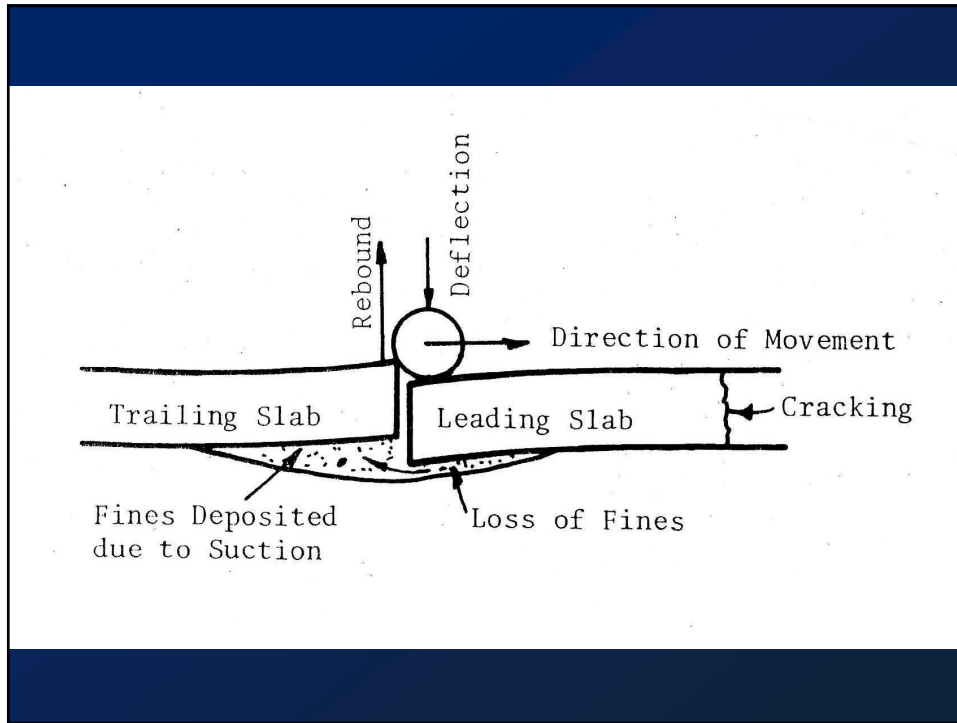 Rebound
Deflection
Direction of Movement
Trailing Slab
Leading Slab
Cracking
Fines Deposited
due to Suction
Loss of Fines